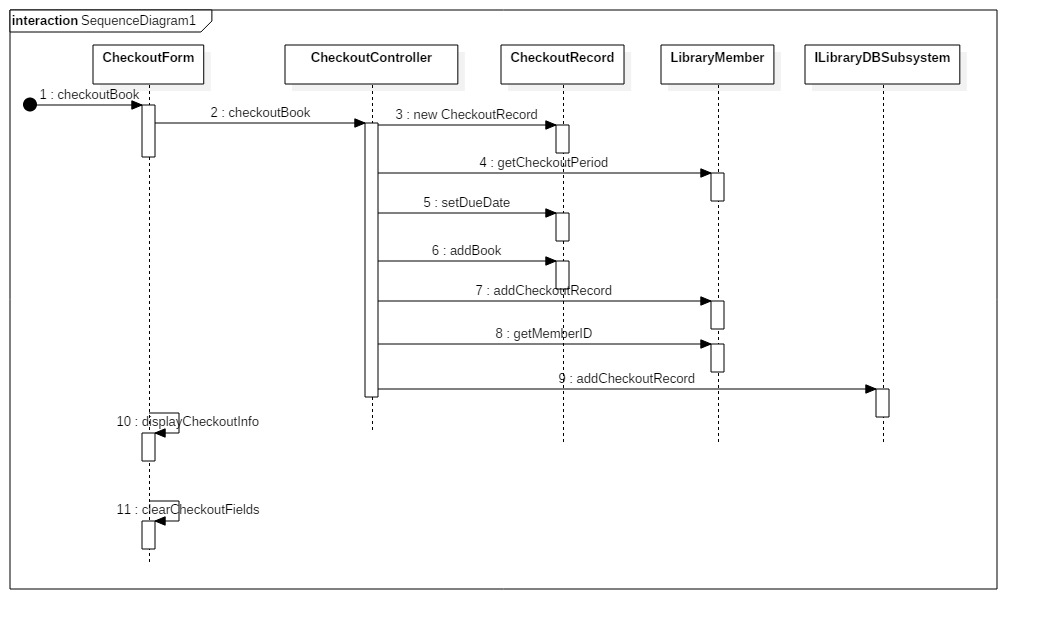 interaction SequenceDiagram1
CheckoutForm
CheckoutController
CheckoutRecord
LibraryMember
ILibraryDBSubsystem
1 : checkoutBook
2 : checkoutBook
3 : new CheckoutRecord
4 : getCheckoutPeriod
5 : setDueDate
6 : addBook
7 : addCheckoutRecord
8 : getMemberID
9 : addCheckoutRecord
10 : displayCheckoutInfo
11 : clearCheckoutFields